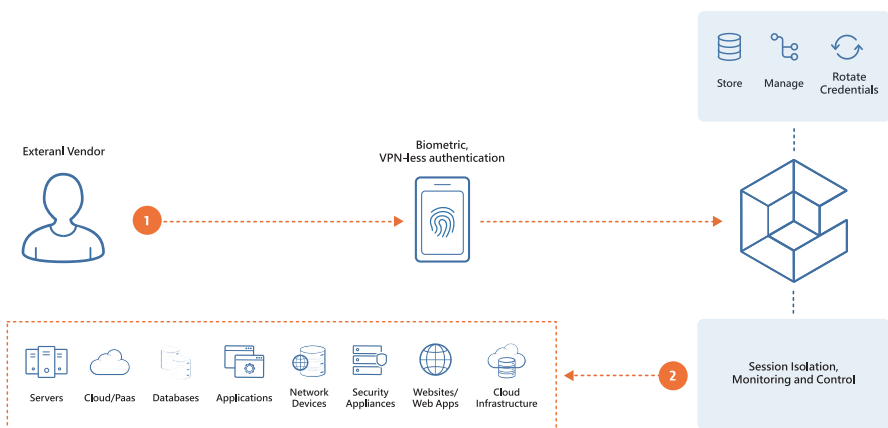 Store
Manage
Rotate
Credentials
Exteranl Vendor
Biometric,
VPN-less authentication
1
Servers
Cloud/Paas
Databases
Applications
Network
Devices
Security
Appliances
Websites/
Web Apps
Cloud
Infrastructure
2
Session Isolation,
Monitoring and Control